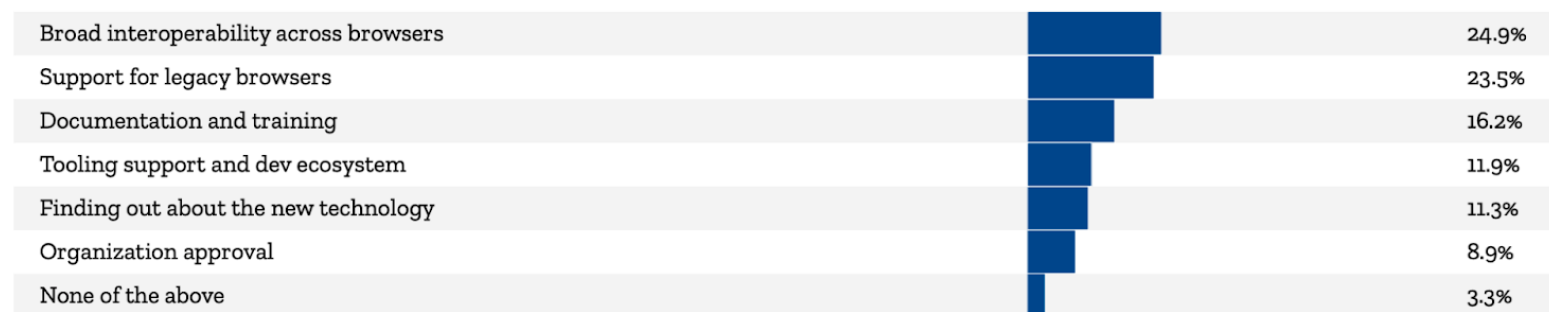 Broad interoperability across browsers 24.9%
Support for legacy browsers 23.5%
Documentation and training 16.2%
Tooling support and dev ecosystem 11.9%
Finding out about the new technology 11.3%
Organization approval 8.9%
None of the above 3.3%